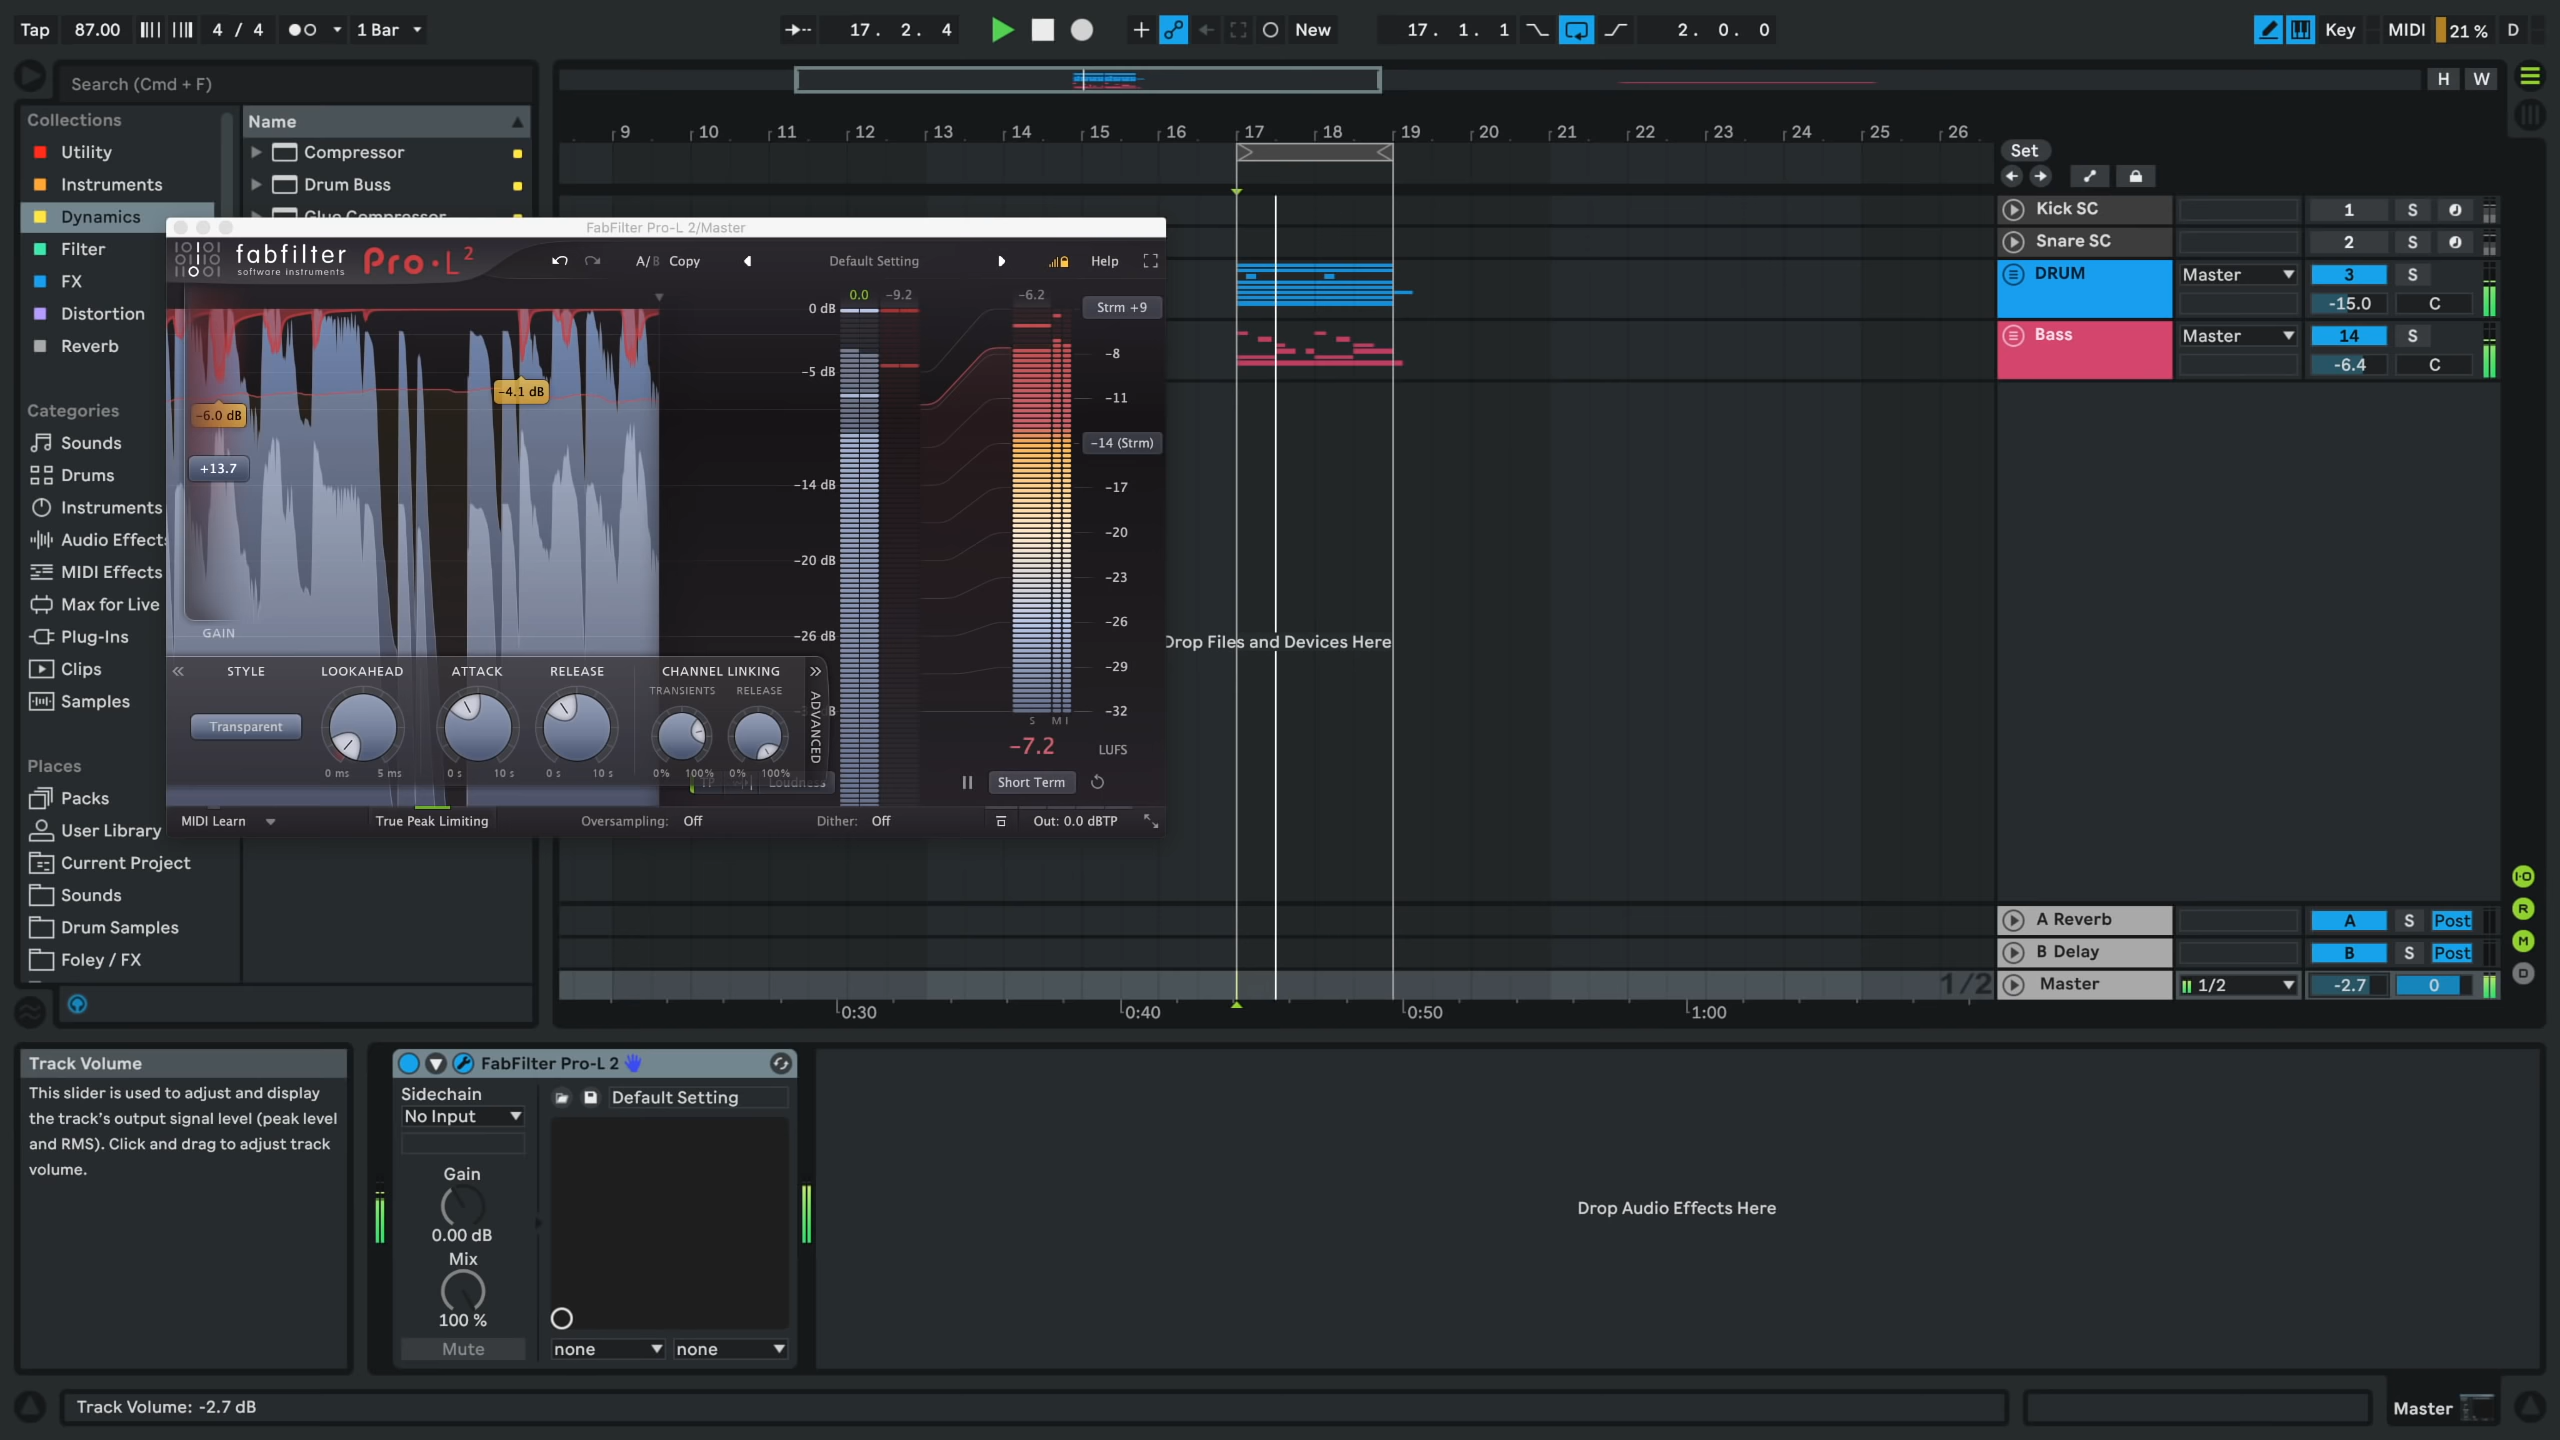 Tap 87.00 4 / 4 1 Bar 17. 2. 4 New 17. 1. 1 2. 0. 0 Key MIDI 21 % D
Search (Cmd + F)
H W
Collections
Utility
Instruments
Dynamics
Filter
FX
Distortion
Reverb
Categories
Sounds
Drums
Instruments
Audio Effects
MIDI Effects
Max for Live
Plug-Ins
Clips
Samples
Places
Packs
User Library
Current Project
Sounds
Drum Samples
Foley / FX
Name
Compressor
Drum Buss
Glue Compressor
9 10 11 12 13 14 15 16 17 18 19 20 21 22 23 24 25 26
Set
Kick SC 1 S
Snare SC 2 S
DRUM Master 3 S
-15.0 C
Bass Master 14 S
-6.4 C
FabFilter Pro-L 2/Master
fabfilter
software instruments
Pro·L 2
A/B Copy Default Setting Help
0.0 -9.2 -6.2
Strm +9
0 dB
-5 dB
-14 dB
-20 dB
-26 dB
-8
-11
-14 (Strm)
-17
-20
-23
-26
-29
-32
-6.0 dB
-4.1 dB
+13.7
GAIN
STYLE LOOKAHEAD ATTACK RELEASE CHANNEL LINKING
TRANSIENTS RELEASE
Transparent
ADVANCED
0 ms 5 ms 0 s 10 s 0 s 10 s 0% 100% 0% 100%
TP Loudness
S M I
-7.2 LUFS
Short Term
MIDI Learn True Peak Limiting Oversampling: Off Dither: Off Out: 0.0 dBTP
Drop Files and Devices Here
A Reverb A S Post
B Delay B S Post
1/2 Master 1/2 -2.7 0
0:30 0:40 0:50 1:00
I·O
R
M
D
Track Volume
This slider is used to adjust and display
the track's output signal level (peak level
and RMS). Click and drag to adjust track
volume.
FabFilter Pro-L 2
Sidechain
No Input
Default Setting
Gain
0.00 dB
Mix
100 %
Mute
none none
Drop Audio Effects Here
Track Volume: -2.7 dB
Master